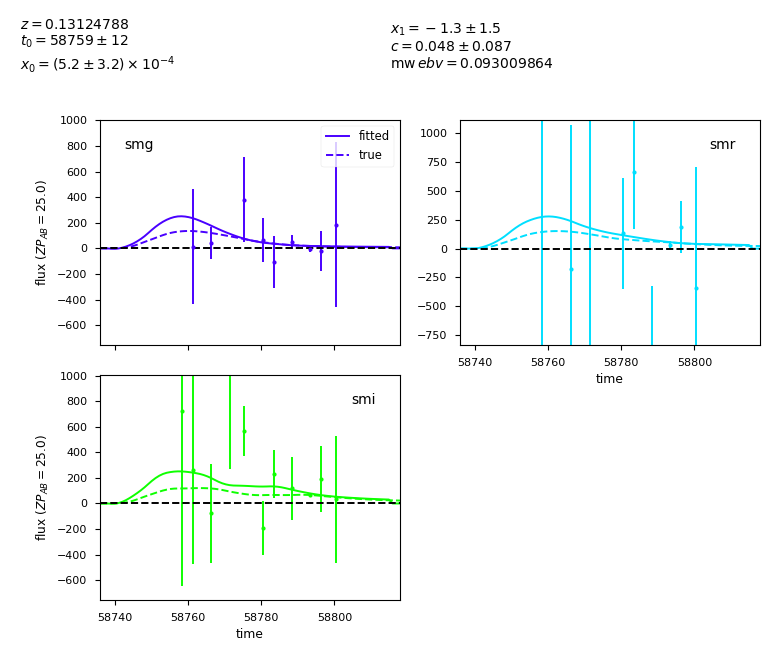 z = 0.13124788
t₀ = 58759 ± 12
x₀ = (5.2 ± 3.2) × 10⁻⁴
x₁ = −1.3 ± 1.5
c = 0.048 ± 0.087
mw ebv = 0.093009864
smg
fitted
true
1000
800
600
400
200
0
−200
−400
−600
flux (ZP_AB = 25.0)
smr
1000
750
500
250
0
−250
−500
−750
58740 58760 58780 58800
time
smi
1000
800
600
400
200
0
−200
−400
−600
flux (ZP_AB = 25.0)
58740 58760 58780 58800
time